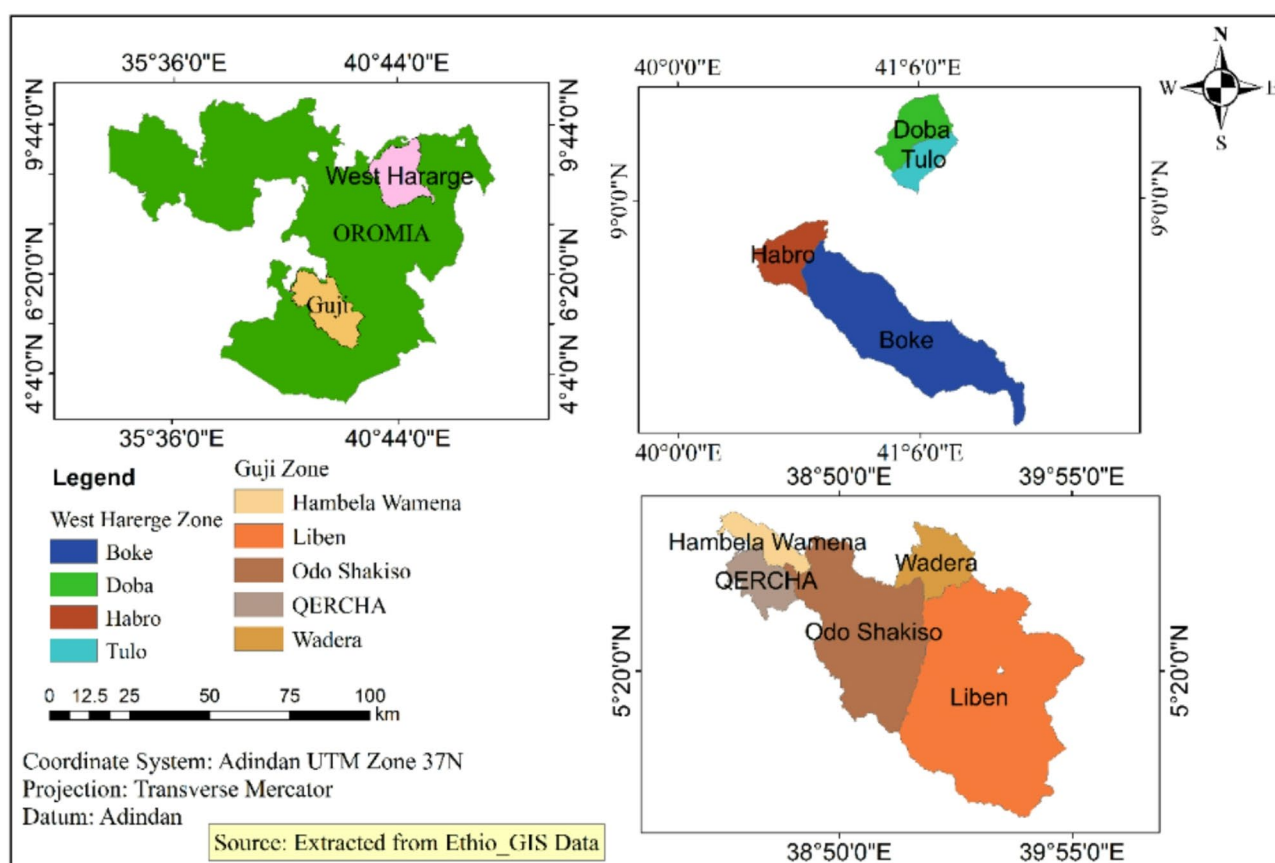 35°36'0"E 40°44'0"E
9°44'0"N 9°44'0"N
6°20'0"N 6°20'0"N
4°4'0"N 4°4'0"N
West Hararge
OROMIA
Guji
35°36'0"E 40°44'0"E
40°0'0"E 41°6'0"E
N
W E
S
Doba
Tulo
9°0'0"N 9°0'0"N
Habro
Boke
40°0'0"E 41°6'0"E
Legend
West Harerge Zone
Boke
Doba
Habro
Tulo
Guji Zone
Hambela Wamena
Liben
Odo Shakiso
QERCHA
Wadera
0 12.5 25 50 75 100
km
38°50'0"E 39°55'0"E
Hambela Wamena
Wadera
QERCHA
Odo Shakiso
5°20'0"N 5°20'0"N
Liben
38°50'0"E 39°55'0"E
Coordinate System: Adindan UTM Zone 37N
Projection: Transverse Mercator
Datum: Adindan
Source: Extracted from Ethio_GIS Data